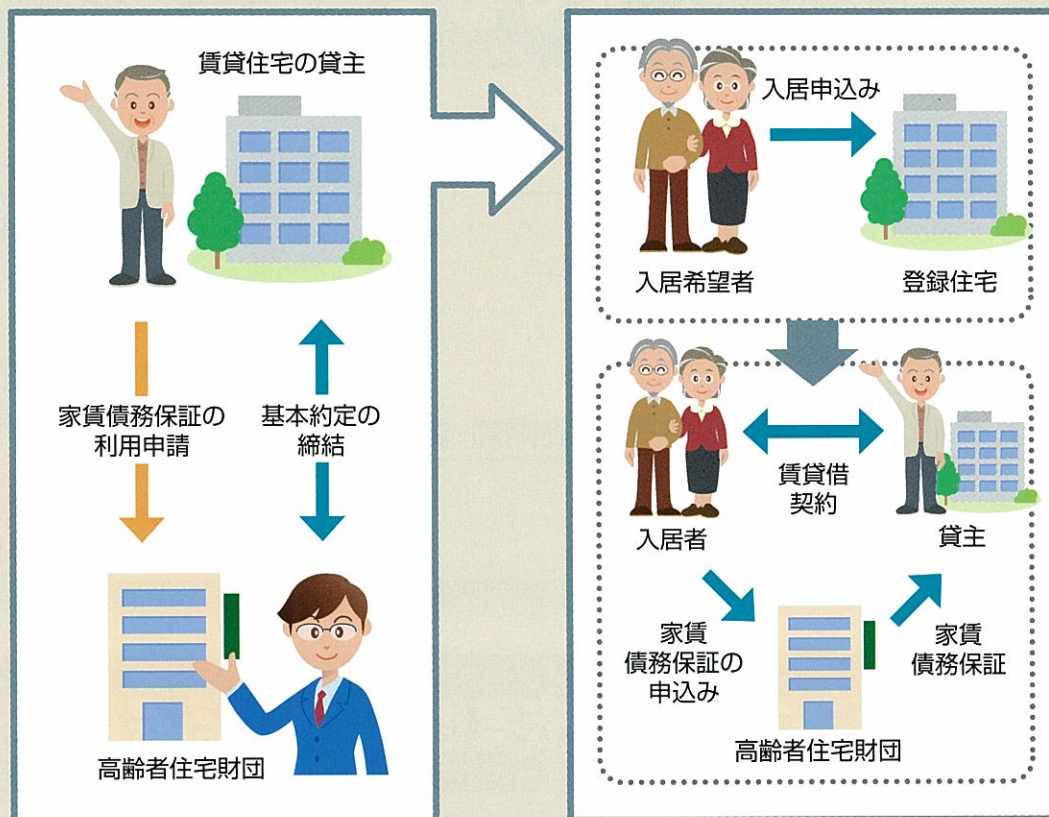 賃貸住宅の貸主
家賃債務保証の
利用申請
基本約定の
締結
高齢者住宅財団
入居申込み
入居希望者
登録住宅
賃貸借
契約
入居者
貸主
家賃
債務保証の
申込み
家賃
債務保証
高齢者住宅財団